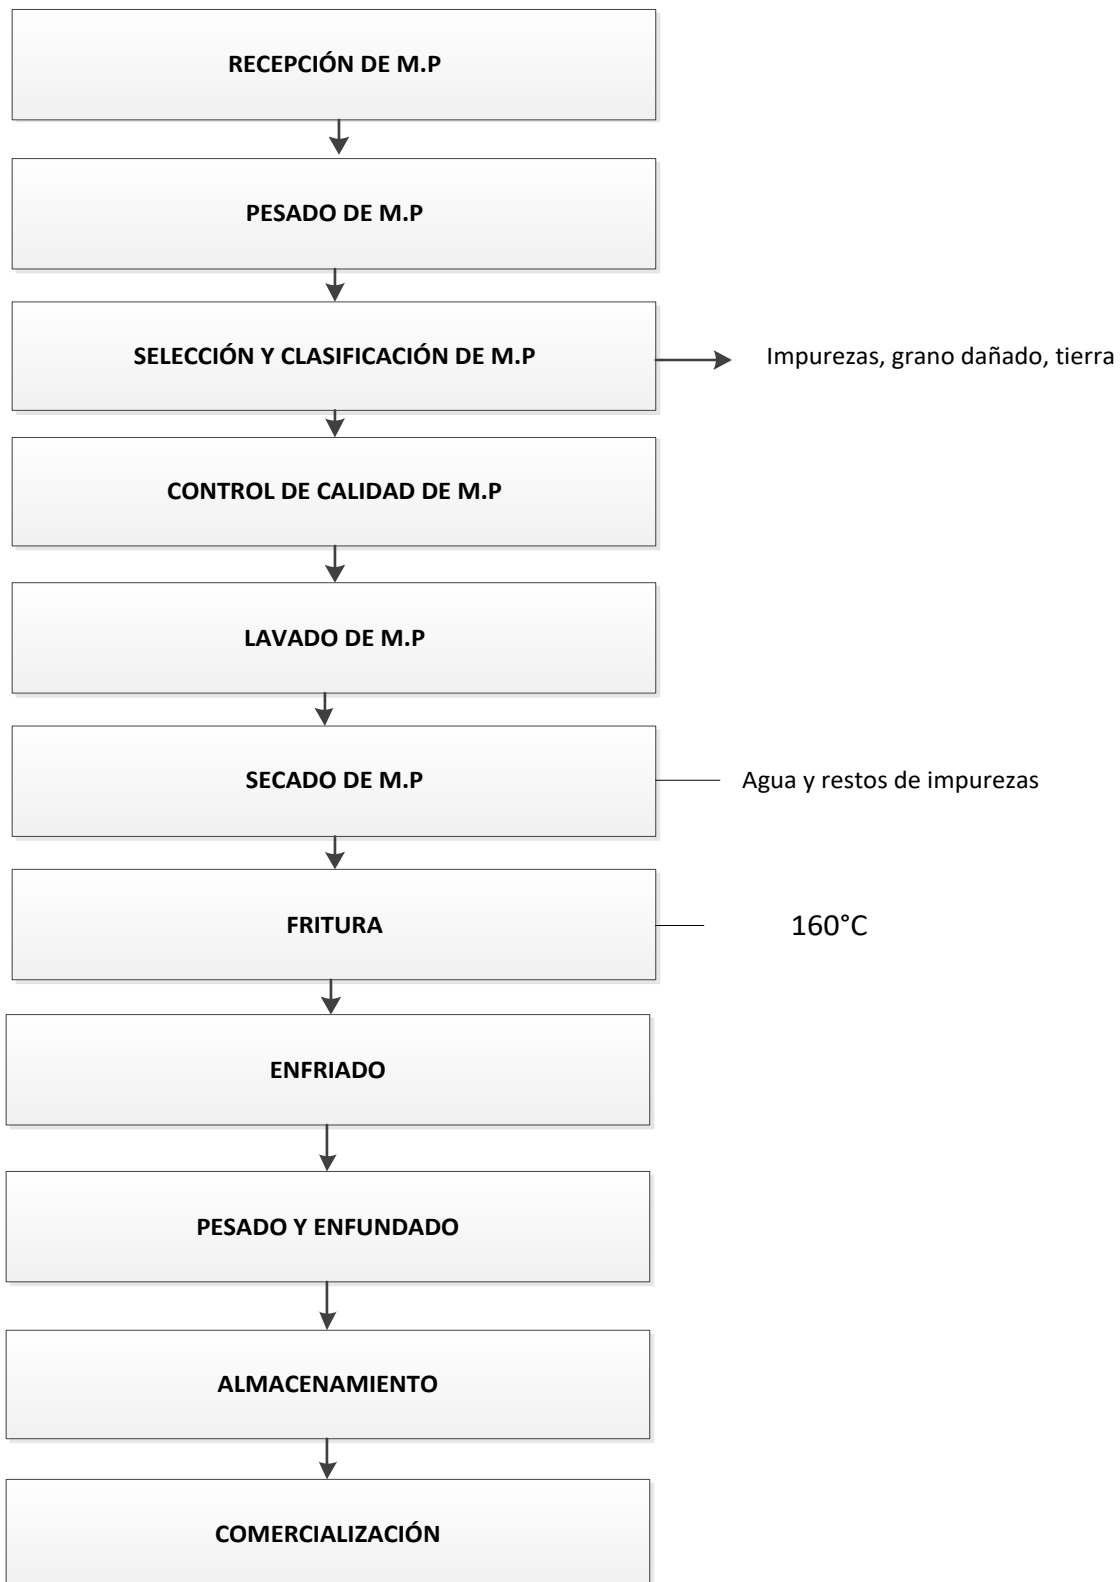 RECEPCIÓN DE M.P
PESADO DE M.P
SELECCIÓN Y CLASIFICACIÓN DE M.P
Impurezas, grano dañado, tierra
CONTROL DE CALIDAD DE M.P
LAVADO DE M.P
SECADO DE M.P
Agua y restos de impurezas
FRITURA
160°C
ENFRIADO
PESADO Y ENFUNDADO
ALMACENAMIENTO
COMERCIALIZACIÓN